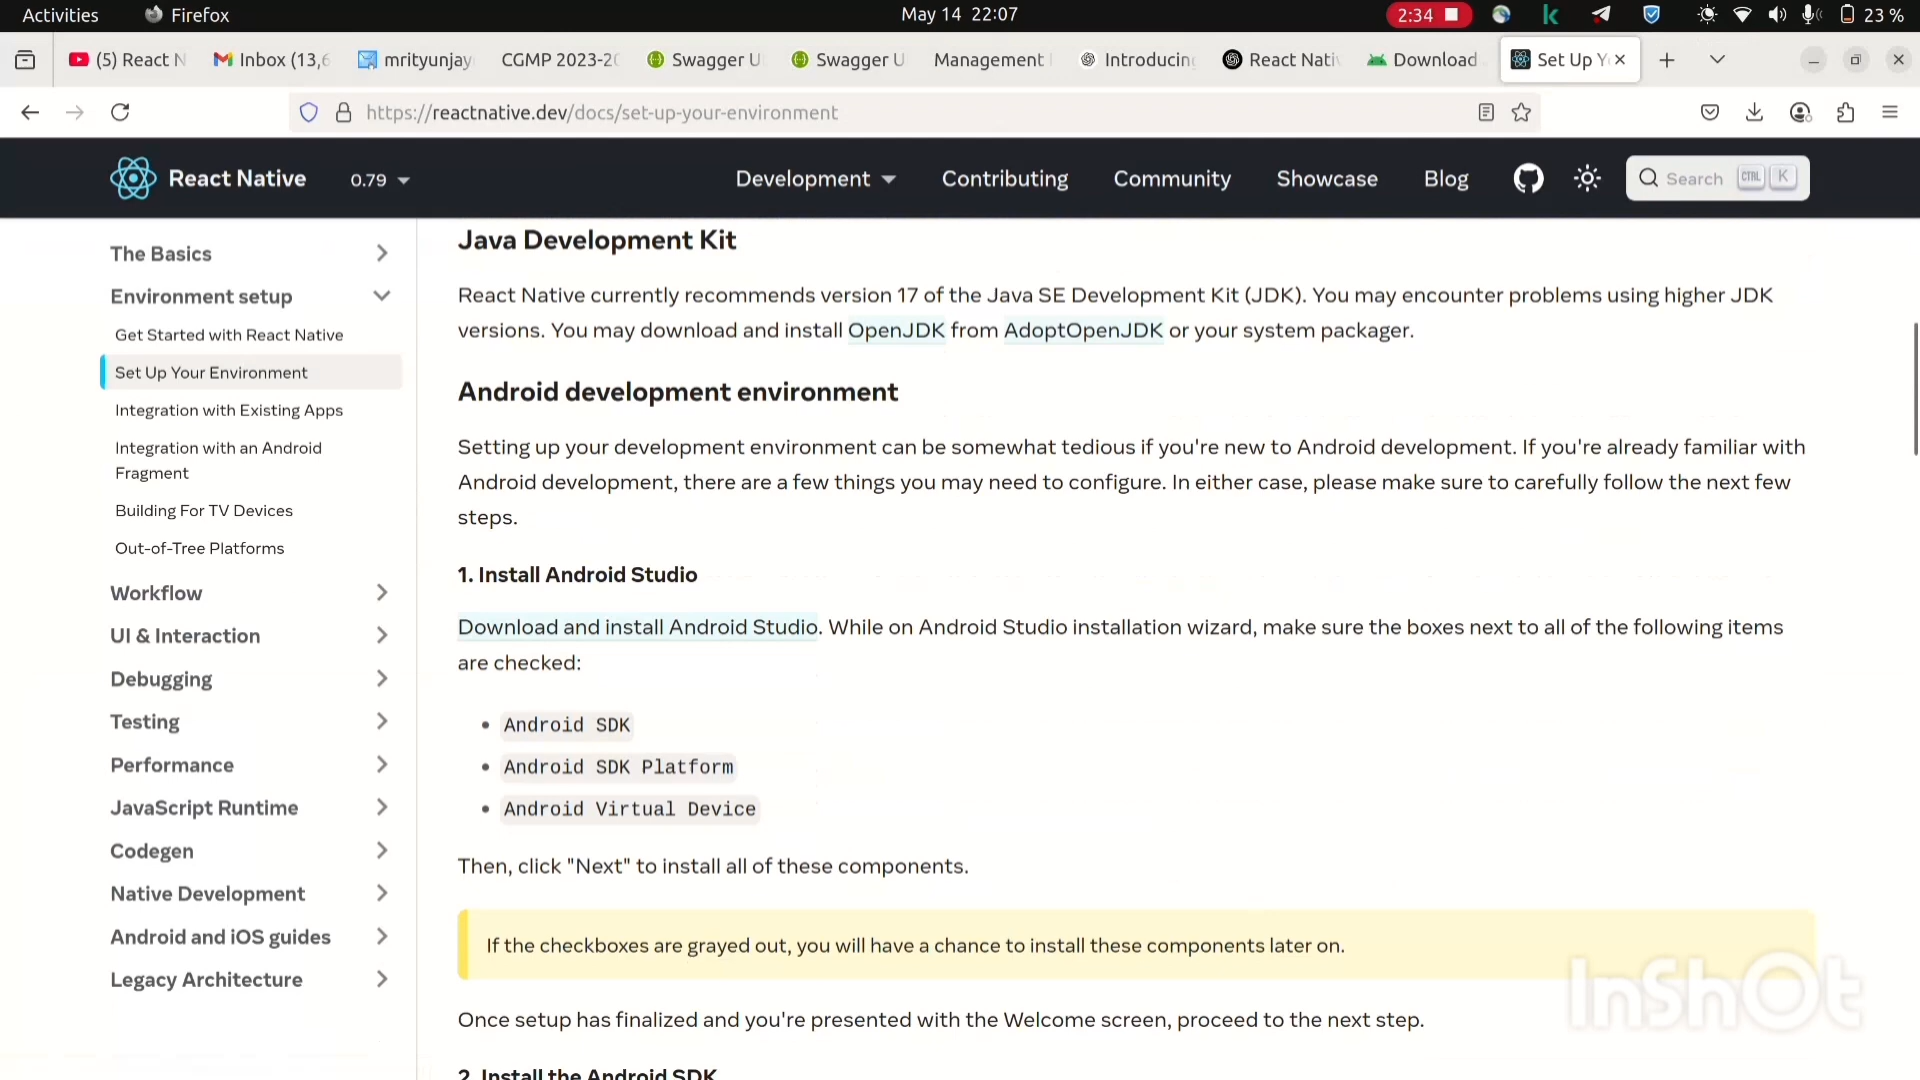 Activities Firefox May 14 22:07 2:34 23 %
(5) React N Inbox (13,6 mrityunjay CGMP 2023-2 Swagger U Swagger U Management Introducing React Nativ Download Set Up Y
https://reactnative.dev/docs/set-up-your-environment
React Native 0.79 Development Contributing Community Showcase Blog Search CTRL K
The Basics
Environment setup
Get Started with React Native
Set Up Your Environment
Integration with Existing Apps
Integration with an Android
Fragment
Building For TV Devices
Out-of-Tree Platforms
Workflow
UI & Interaction
Debugging
Testing
Performance
JavaScript Runtime
Codegen
Native Development
Android and iOS guides
Legacy Architecture
Java Development Kit
React Native currently recommends version 17 of the Java SE Development Kit (JDK). You may encounter problems using higher JDK
versions. You may download and install OpenJDK from AdoptOpenJDK or your system packager.
Android development environment
Setting up your development environment can be somewhat tedious if you're new to Android development. If you're already familiar with
Android development, there are a few things you may need to configure. In either case, please make sure to carefully follow the next few
steps.
1. Install Android Studio
Download and install Android Studio. While on Android Studio installation wizard, make sure the boxes next to all of the following items
are checked:
• Android SDK
• Android SDK Platform
• Android Virtual Device
Then, click "Next" to install all of these components.
If the checkboxes are grayed out, you will have a chance to install these components later on.
Once setup has finalized and you're presented with the Welcome screen, proceed to the next step.
2. Install the Android SDK
InShOt